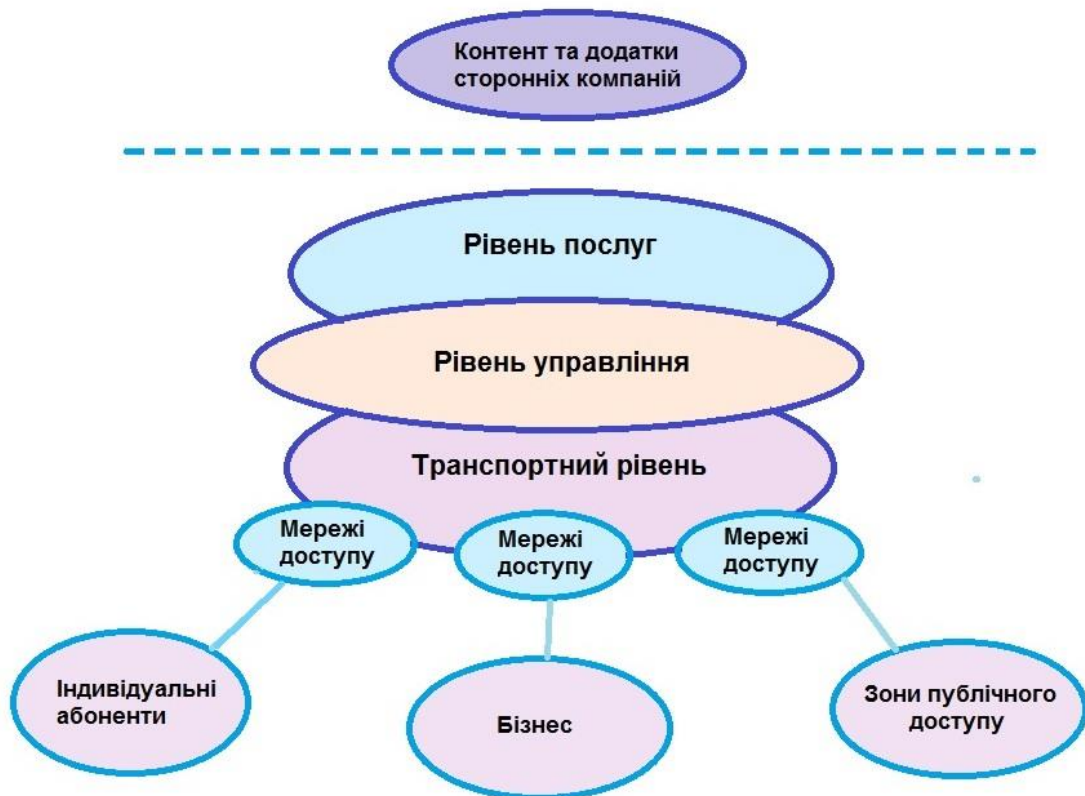 Контент та додатки
сторонніх компаній
Рівень послуг
Рівень управління
Транспортний рівень
Мережі
доступу
Мережі
доступу
Мережі
доступу
Індивідуальні
абоненти
Бізнес
Зони публічного
доступу